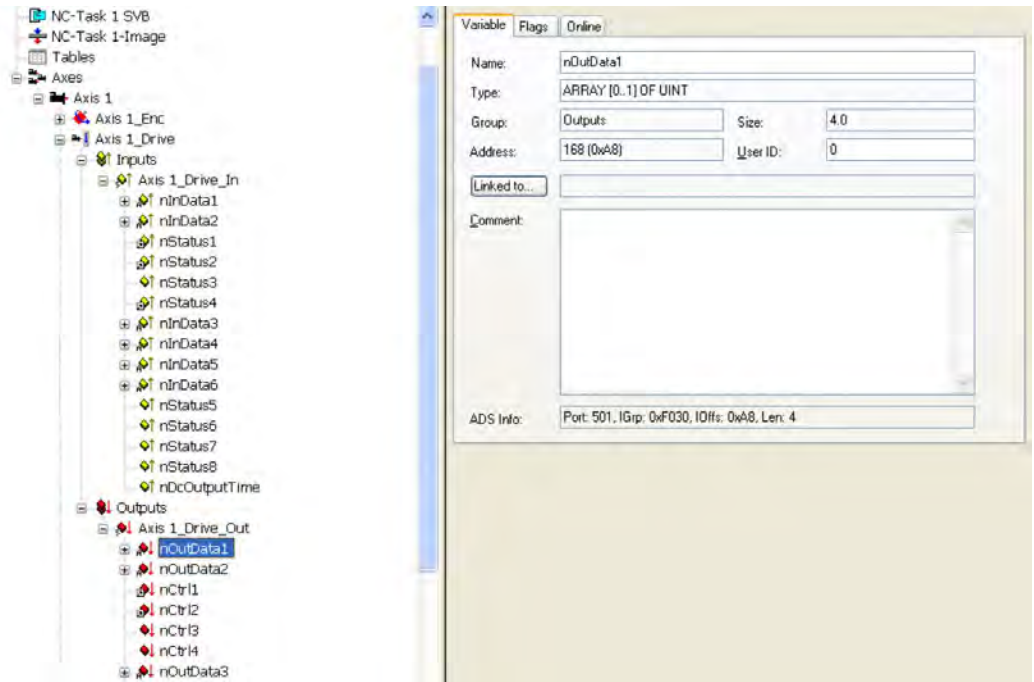 NC-Task 1 SVB
NC-Task 1-Image
Tables
Axes
Axis 1
Axis 1_Enc
Axis 1_Drive
Inputs
Axis 1_Drive_In
nInData1
nInData2
nStatus1
nStatus2
nStatus3
nStatus4
nInData3
nInData4
nInData5
nInData6
nStatus5
nStatus6
nStatus7
nStatus8
nDcOutputTime
Outputs
Axis 1_Drive_Out
nOutData1
nOutData2
nCtrl1
nCtrl2
nCtrl3
nCtrl4
nOutData3
Variable Flags Online
Name: nOutData1
Type: ARRAY [0..1] OF UINT
Group: Outputs Size: 4.0
Address: 168 (0xA8) User ID: 0
Linked to...
Comment:
ADS Info: Port: 501, IGrp: 0xF030, IOffs: 0xA8, Len: 4